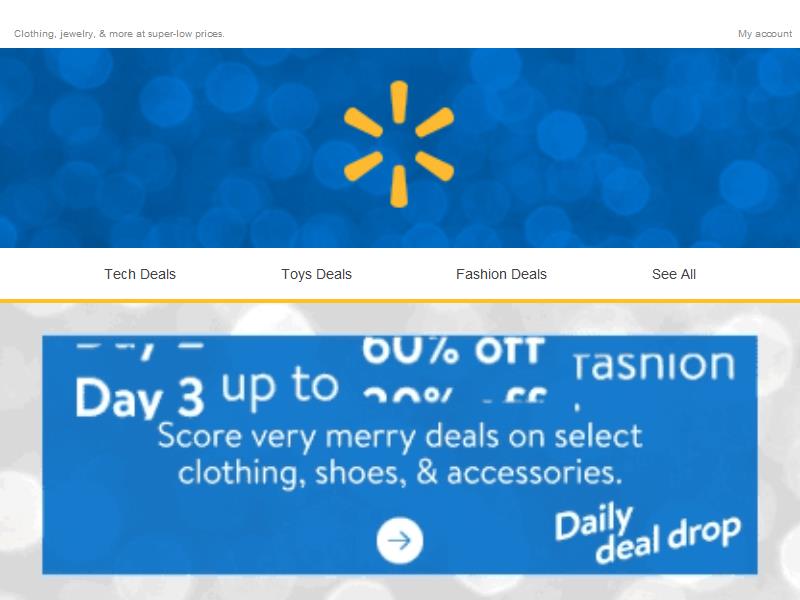 Clothing, jewelry, & more at super-low prices.
My account
Tech Deals
Toys Deals
Fashion Deals
See All
Day 3 up to 60% off
Score very merry deals on select
clothing, shoes, & accessories.
Daily
deal drop